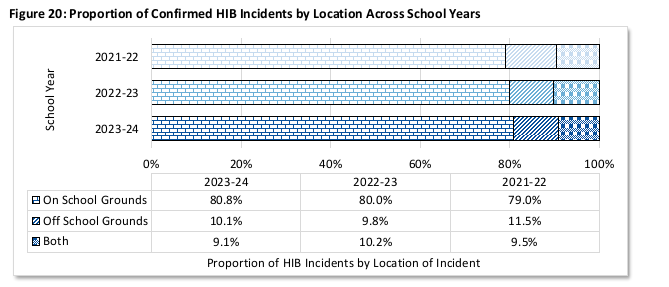 Figure 20: Proportion of Confirmed HIB Incidents by Location Across School Years
School Year
2021-22
2022-23
2023-24
0% 20% 40% 60% 80% 100%
2023-24 2022-23 2021-22
On School Grounds 80.8% 80.0% 79.0%
Off School Grounds 10.1% 9.8% 11.5%
Both 9.1% 10.2% 9.5%
Proportion of HIB Incidents by Location of Incident